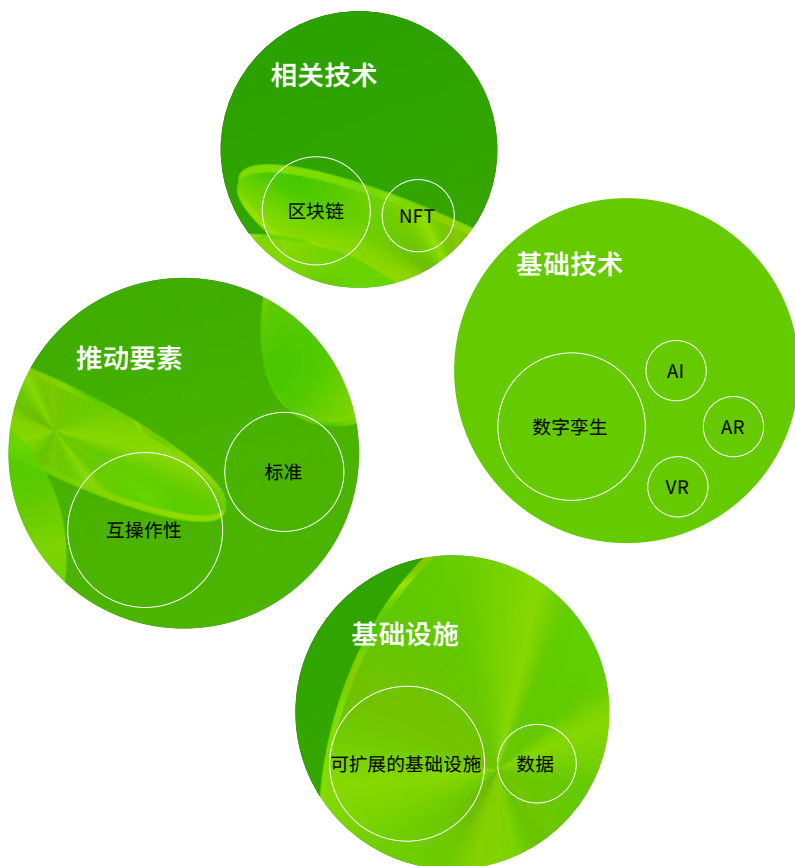 相关技术
区块链
NFT
基础技术
AI
数字孪生
AR
VR
推动要素
标准
互操作性
基础设施
可扩展的基础设施
数据